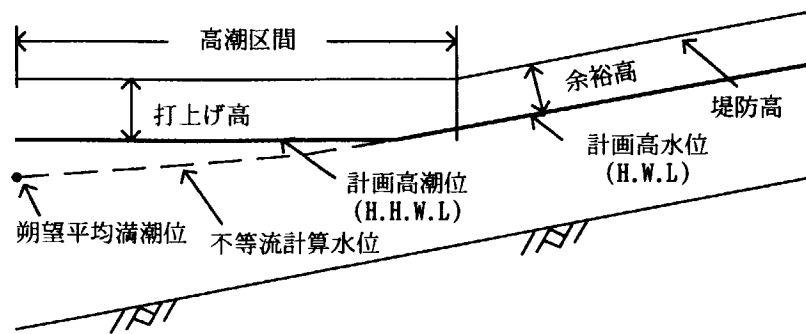 高潮区間
余裕高
打上げ高
堤防高
計画高潮位
(H.H.W.L)
計画高水位
(H.W.L)
朔望平均満潮位
不等流計算水位